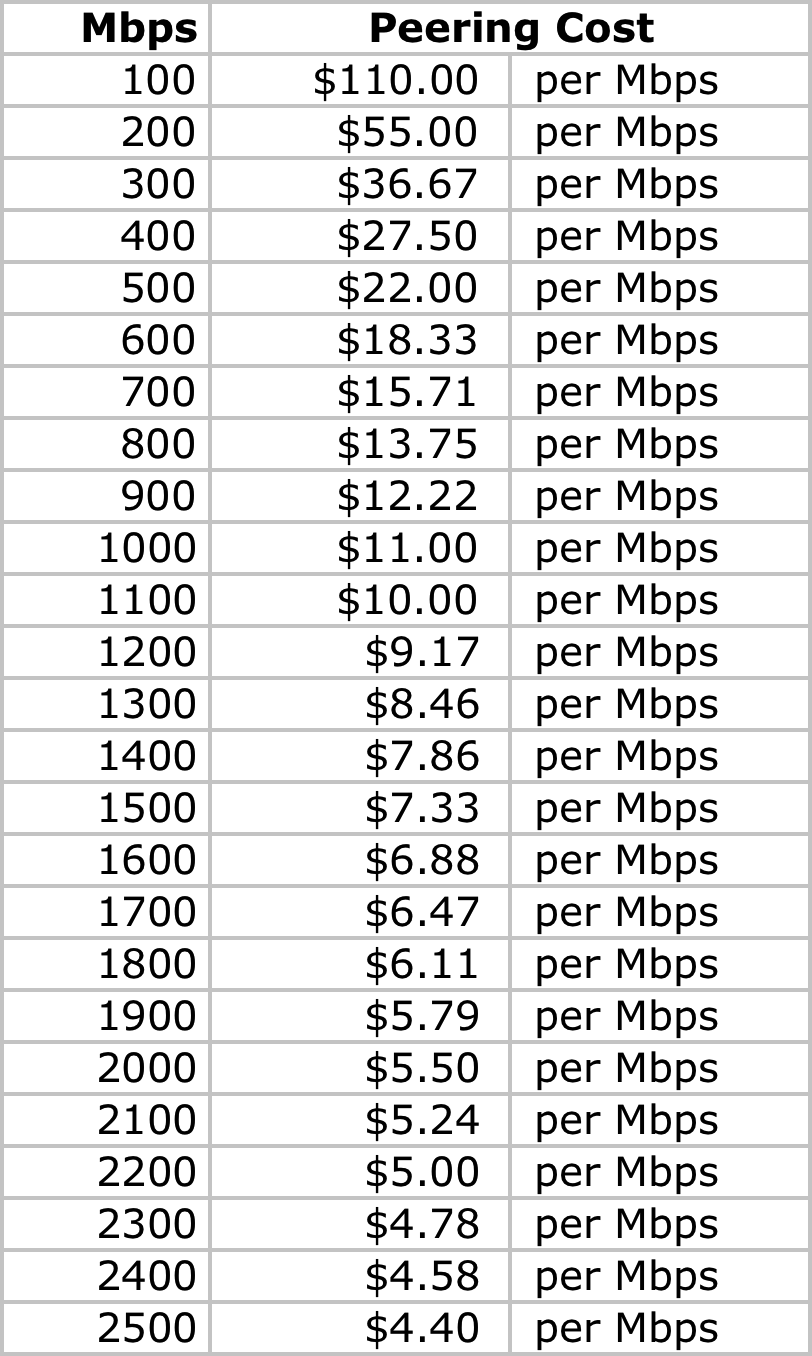 Mbps Peering Cost
100 $110.00 per Mbps
200 $55.00 per Mbps
300 $36.67 per Mbps
400 $27.50 per Mbps
500 $22.00 per Mbps
600 $18.33 per Mbps
700 $15.71 per Mbps
800 $13.75 per Mbps
900 $12.22 per Mbps
1000 $11.00 per Mbps
1100 $10.00 per Mbps
1200 $9.17 per Mbps
1300 $8.46 per Mbps
1400 $7.86 per Mbps
1500 $7.33 per Mbps
1600 $6.88 per Mbps
1700 $6.47 per Mbps
1800 $6.11 per Mbps
1900 $5.79 per Mbps
2000 $5.50 per Mbps
2100 $5.24 per Mbps
2200 $5.00 per Mbps
2300 $4.78 per Mbps
2400 $4.58 per Mbps
2500 $4.40 per Mbps